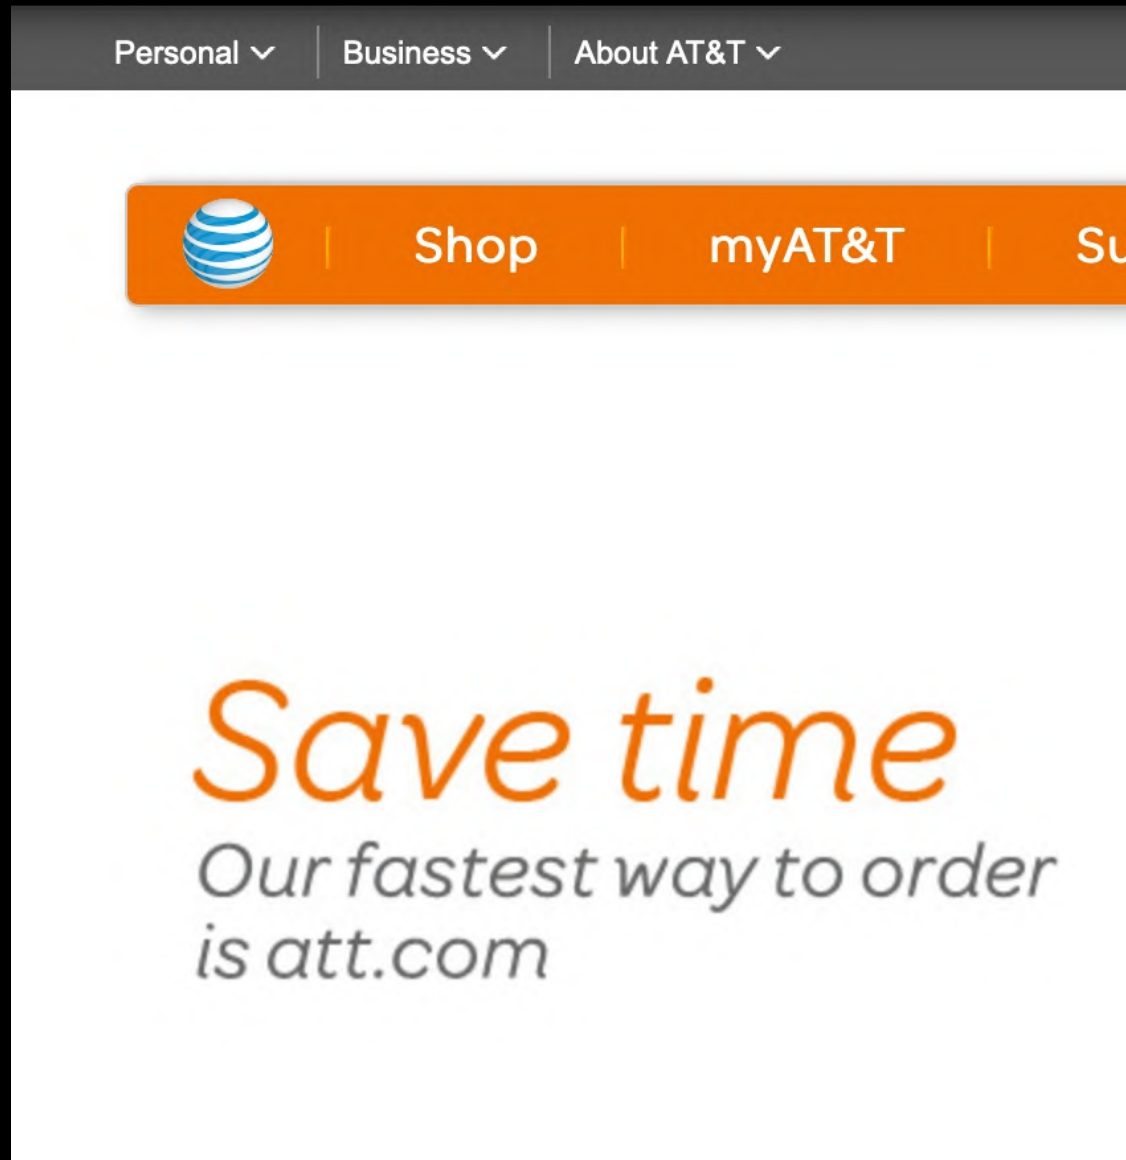 Personal Business About AT&T
Shop myAT&T
Save time
Our fastest way to order
is att.com